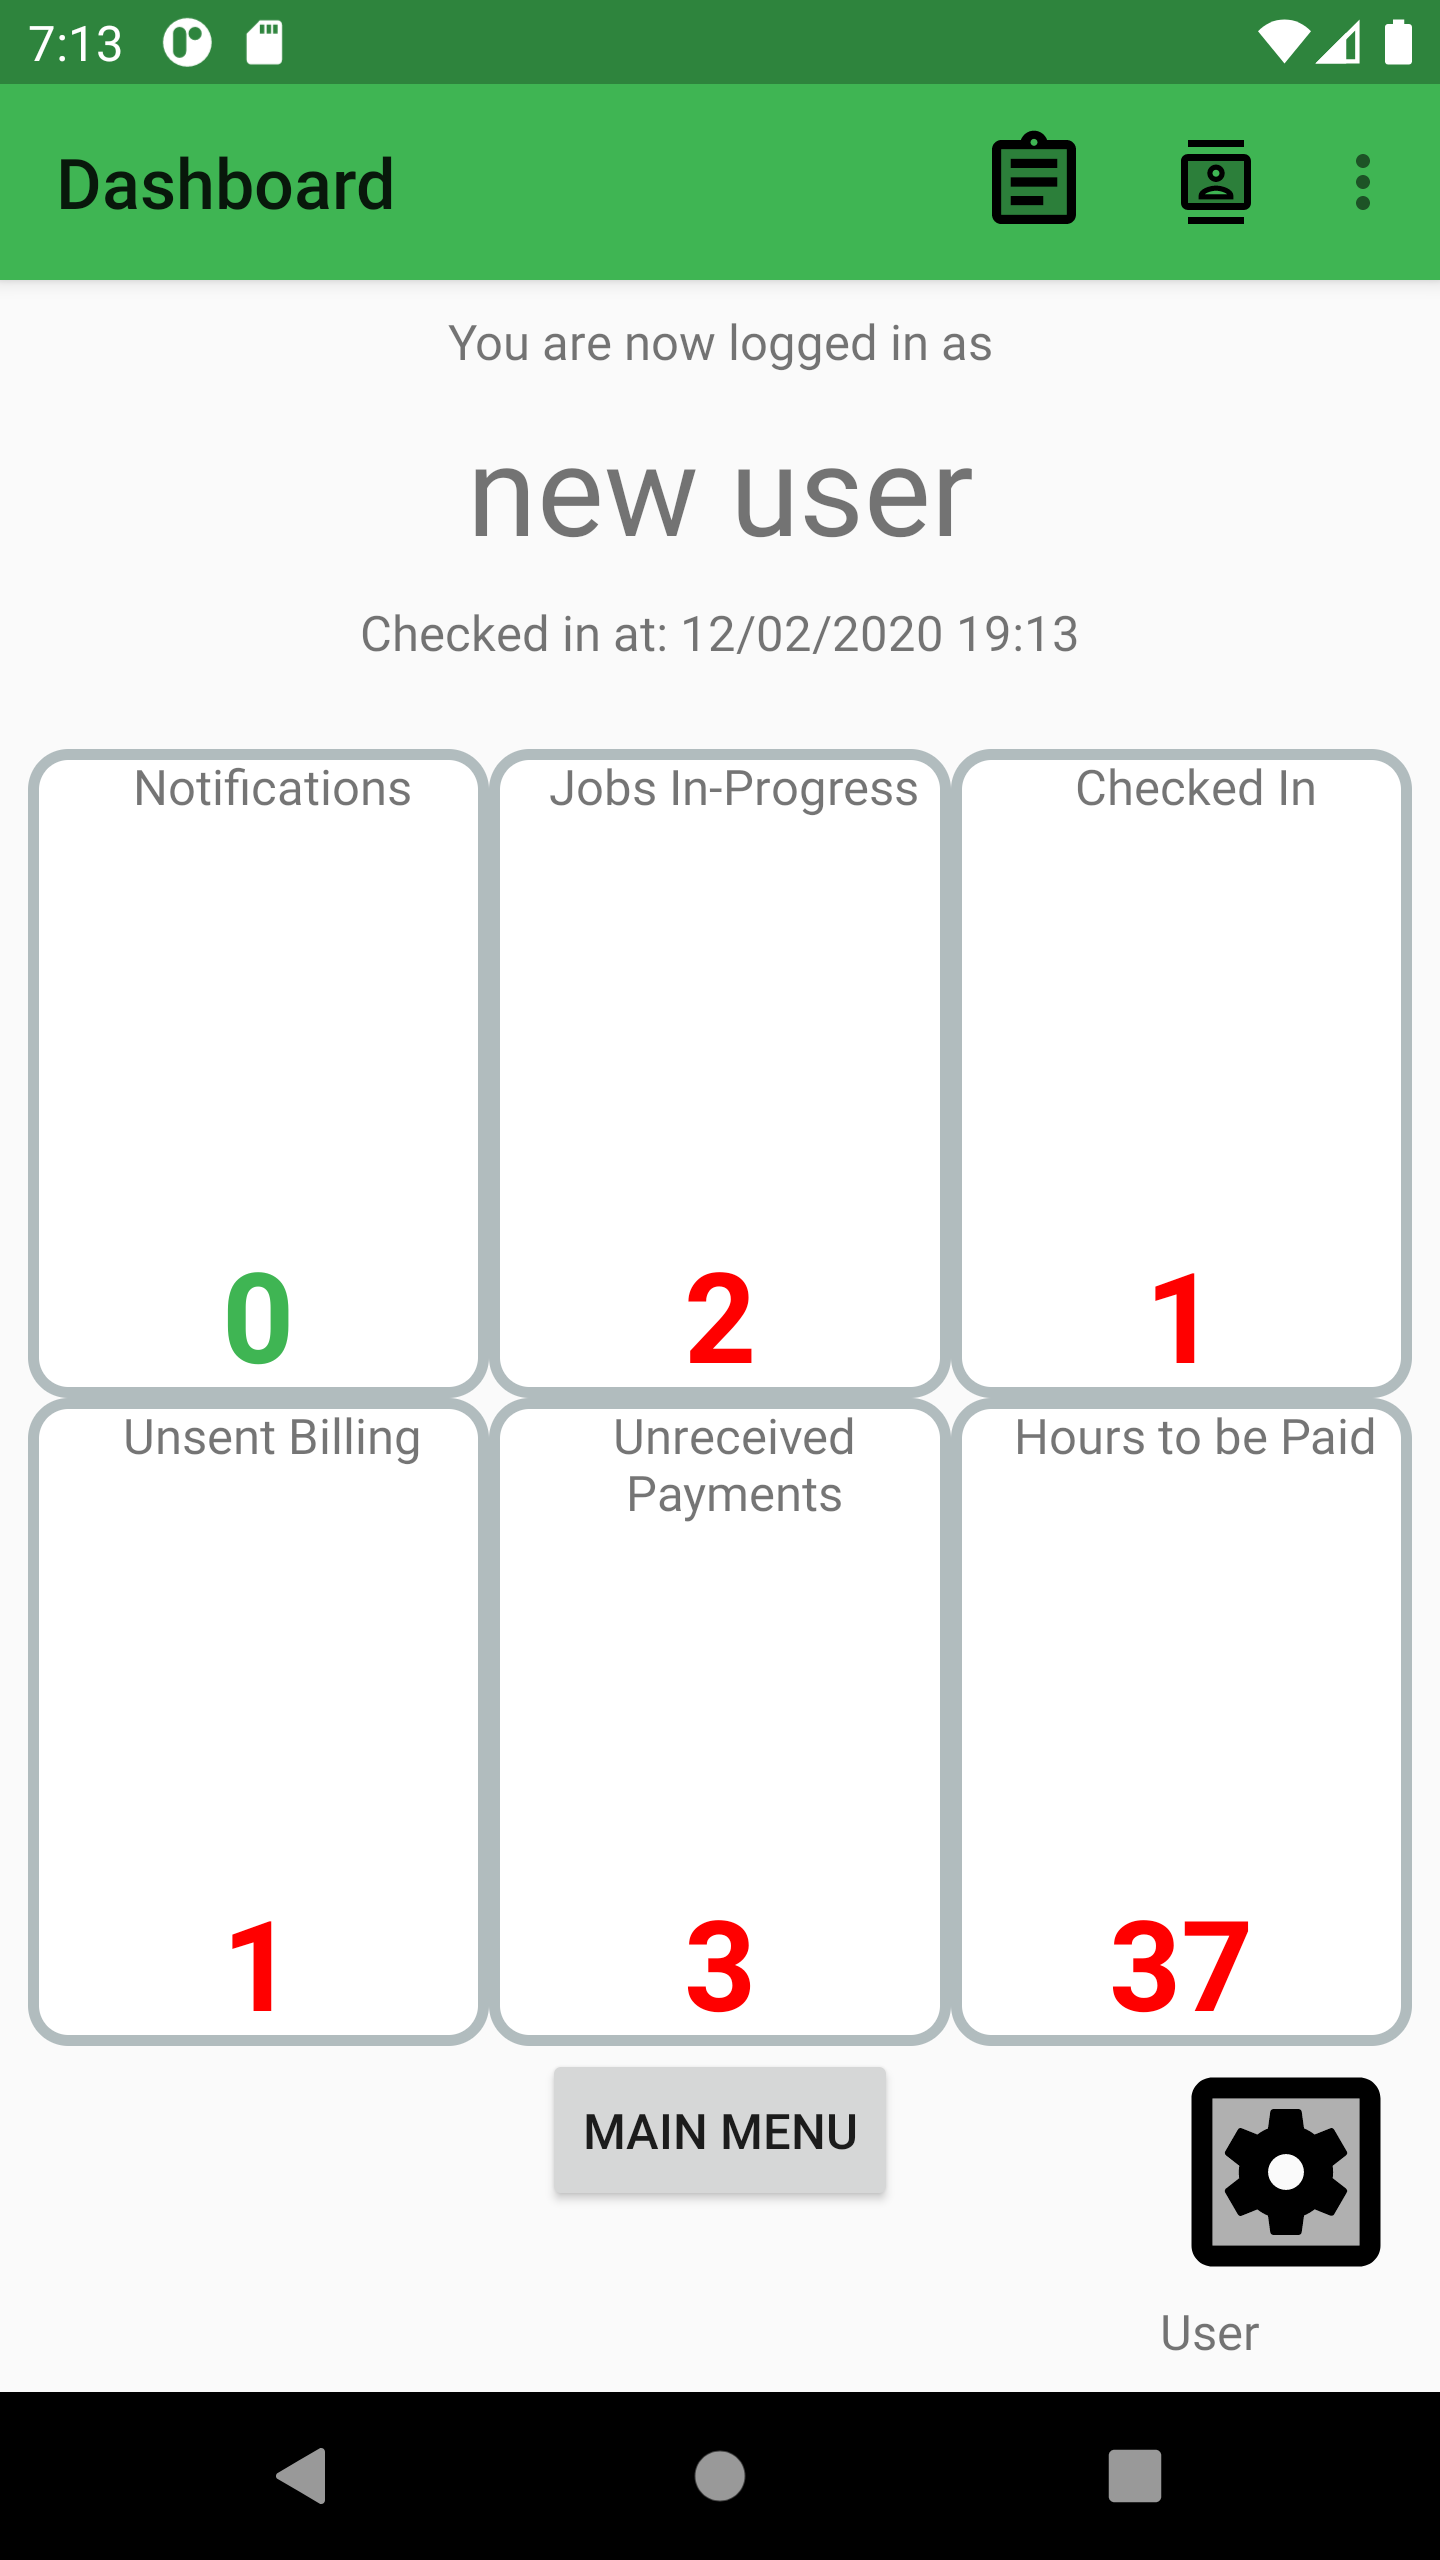 7:13
Dashboard
You are now logged in as
new user
Checked in at: 12/02/2020 19:13
Notifications
0
Jobs In-Progress
2
Checked In
1
Unsent Billing
1
Unreceived
Payments
3
Hours to be Paid
37
MAIN MENU
User